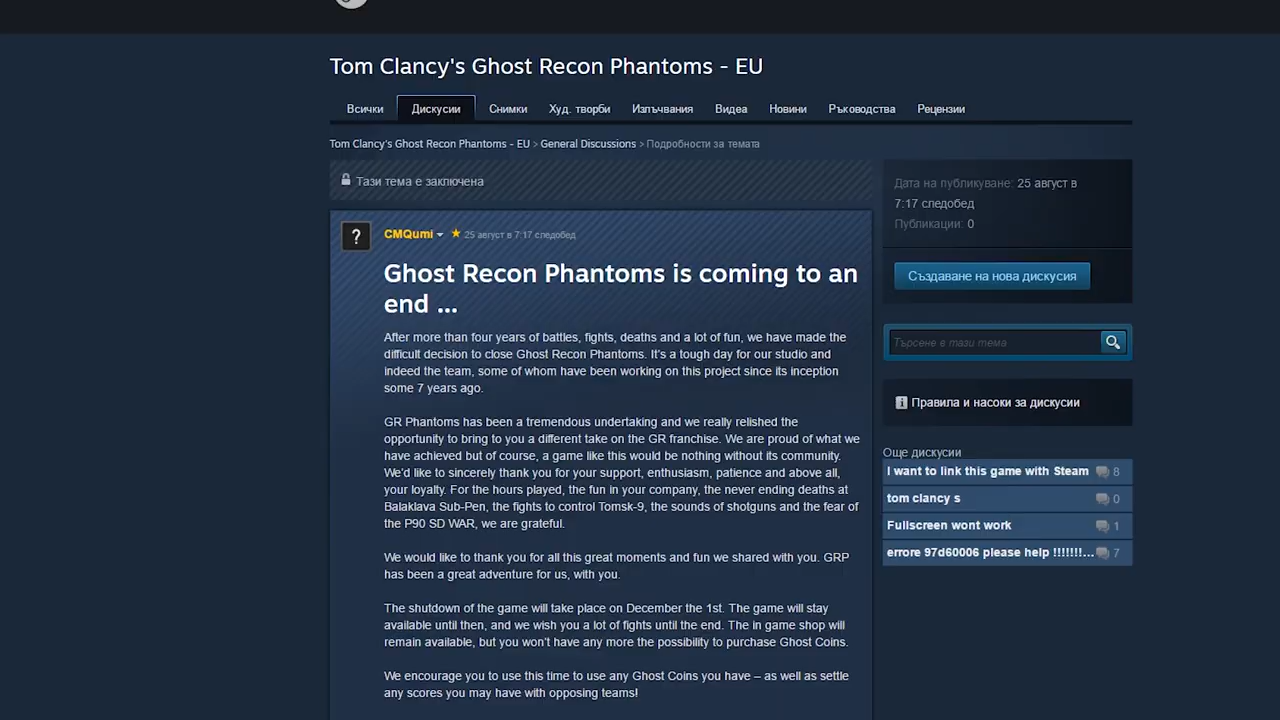 Tom Clancy's Ghost Recon Phantoms - EU
Всички Дискусии Снимки Худ. творби Излъчвания Видеа Новини Ръководства Рецензии
Tom Clancy's Ghost Recon Phantoms - EU > General Discussions > Подробности за темата
Тази тема е заключена
?
CMQumi 25 август в 7:17 следобед
Ghost Recon Phantoms is coming to an
end ...
After more than four years of battles, fights, deaths and a lot of fun, we have made the
difficult decision to close Ghost Recon Phantoms. It's a tough day for our studio and
indeed the team, some of whom have been working on this project since its inception
some 7 years ago.
GR Phantoms has been a tremendous undertaking and we really relished the
opportunity to bring to you a different take on the GR franchise. We are proud of what we
have achieved but of course, a game like this would be nothing without its community.
We'd like to sincerely thank you for your support, enthusiasm, patience and above all,
your loyalty. For the hours played, the fun in your company, the never ending deaths at
Balaklava Sub-Pen, the fights to control Tomsk-9, the sounds of shotguns and the fear of
the P90 SD WAR, we are grateful.
We would like to thank you for all this great moments and fun we shared with you. GRP
has been a great adventure for us, with you.
The shutdown of the game will take place on December the 1st. The game will stay
available until then, and we wish you a lot of fights until the end. The in game shop will
remain available, but you won't have any more the possibility to purchase Ghost Coins.
We encourage you to use this time to use any Ghost Coins you have – as well as settle
any scores you may have with opposing teams!
Дата на публикуване: 25 август в
7:17 следобед
Публикации: 0
Създаване на нова дискусия
Търсене в тази тема
Правила и насоки за дискусии
Още дискусии
I want to link this game with Steam 8
tom clancy s 0
Fullscreen wont work 1
errore 97d60006 please help !!!!!!!... 7